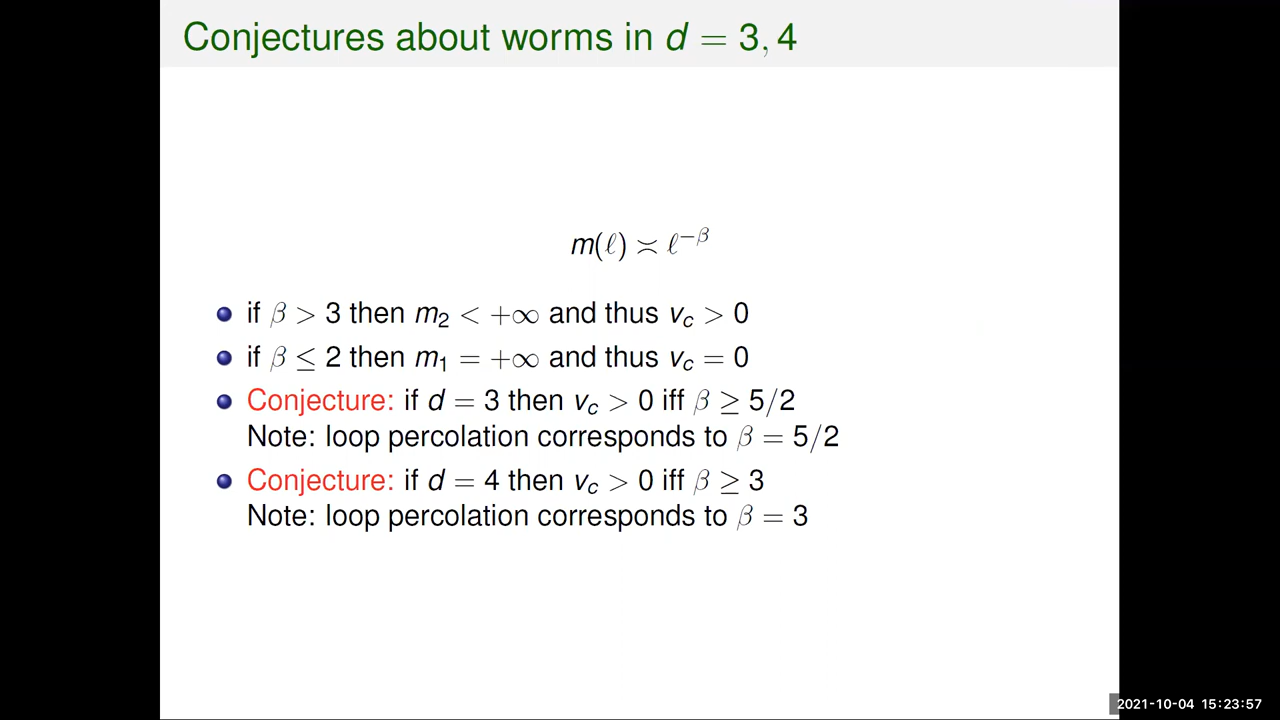 Conjectures about worms in d = 3, 4
m(ℓ) ≍ ℓ^{−β}
if β > 3 then m₂ < +∞ and thus v_c > 0
if β ≤ 2 then m₁ = +∞ and thus v_c = 0
Conjecture: if d = 3 then v_c > 0 iff β ≥ 5/2
Note: loop percolation corresponds to β = 5/2
Conjecture: if d = 4 then v_c > 0 iff β ≥ 3
Note: loop percolation corresponds to β = 3
2021-10-04 15:23:57